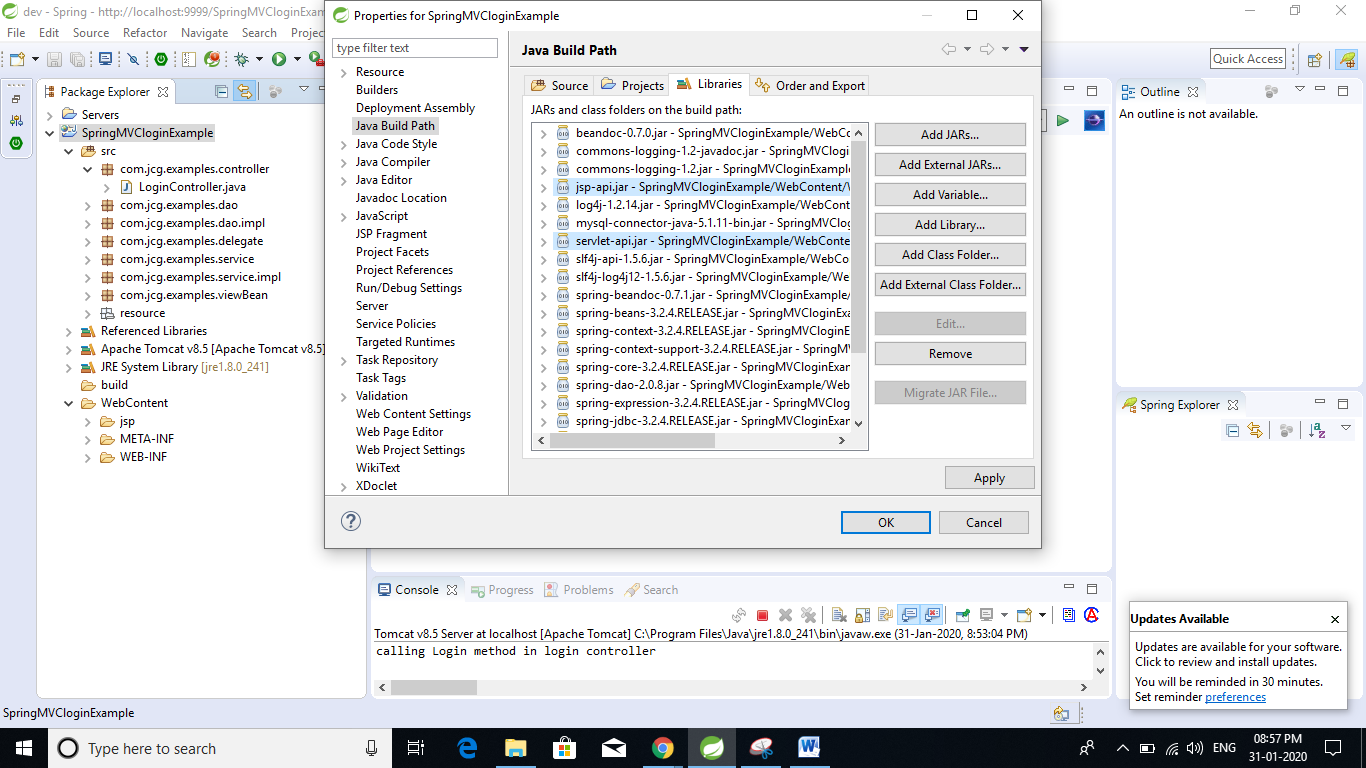 dev - Spring - http://localhost:9999/SpringMVCloginExam
File Edit Source Refactor Navigate Search Projec
Quick Access
Package Explorer
Servers
SpringMVCloginExample
src
com.jcg.examples.controller
LoginController.java
com.jcg.examples.dao
com.jcg.examples.dao.impl
com.jcg.examples.delegate
com.jcg.examples.service
com.jcg.examples.service.impl
com.jcg.examples.viewBean
resource
Referenced Libraries
Apache Tomcat v8.5 [Apache Tomcat v8.5]
JRE System Library [jre1.8.0_241]
build
WebContent
jsp
META-INF
WEB-INF
Properties for SpringMVCloginExample
type filter text
Resource
Builders
Deployment Assembly
Java Build Path
Java Code Style
Java Compiler
Java Editor
Javadoc Location
JavaScript
JSP Fragment
Project Facets
Project References
Run/Debug Settings
Server
Service Policies
Targeted Runtimes
Task Repository
Task Tags
Validation
Web Content Settings
Web Page Editor
Web Project Settings
WikiText
XDoclet
Java Build Path
Source Projects Libraries Order and Export
JARs and class folders on the build path:
beandoc-0.7.0.jar - SpringMVCloginExample/WebCo
commons-logging-1.2-javadoc.jar - SpringMVClogi
commons-logging-1.2.jar - SpringMVCloginExample
jsp-api.jar - SpringMVCloginExample/WebContent/W
log4j-1.2.14.jar - SpringMVCloginExample/WebCont
mysql-connector-java-5.1.11-bin.jar - SpringMVClog
servlet-api.jar - SpringMVCloginExample/WebConte
slf4j-api-1.5.6.jar - SpringMVCloginExample/WebCo
slf4j-log4j12-1.5.6.jar - SpringMVCloginExample/We
spring-beandoc-0.7.1.jar - SpringMVCloginExample/
spring-beans-3.2.4.RELEASE.jar - SpringMVCloginExa
spring-context-3.2.4.RELEASE.jar - SpringMVCloginE
spring-context-support-3.2.4.RELEASE.jar - SpringMV
spring-core-3.2.4.RELEASE.jar - SpringMVCloginExam
spring-dao-2.0.8.jar - SpringMVCloginExample/Web
spring-expression-3.2.4.RELEASE.jar - SpringMVClog
spring-jdbc-3.2.4.RELEASE.jar - SpringMVCloginExar
Add JARs...
Add External JARs...
Add Variable...
Add Library...
Add Class Folder...
Add External Class Folder...
Edit...
Remove
Migrate JAR File...
Apply
OK Cancel
Outline
An outline is not available.
Spring Explorer
Console Progress Problems Search
Tomcat v8.5 Server at localhost [Apache Tomcat] C:\Program Files\Java\jre1.8.0_241\bin\javaw.exe (31-Jan-2020, 8:53:04 PM)
calling Login method in login controller
Updates Available
Updates are available for your software.
Click to review and install updates.
You will be reminded in 30 minutes.
Set reminder preferences
SpringMVCloginExample
Type here to search
ENG
08:57 PM
31-01-2020